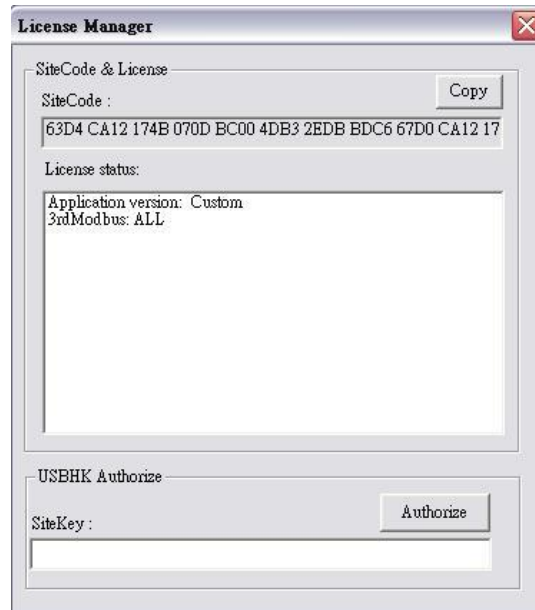 License Manager
SiteCode & License
Copy
SiteCode :
63D4 CA12 174B 070D BC00 4DB3 2EDB BDC6 67D0 CA12 17
License status:
Application version:  Custom
3rdModbus: ALL
USBHK Authorize
Authorize
SiteKey :